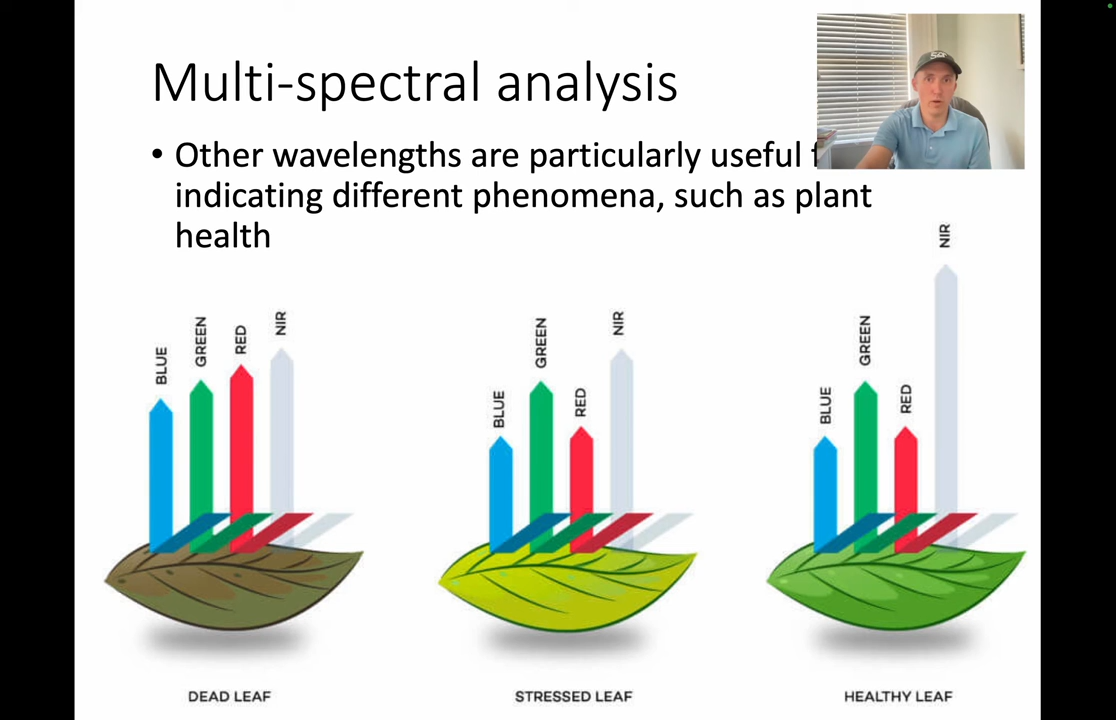 Multi-spectral analysis
• Other wavelengths are particularly useful
indicating different phenomena, such as plant
health
BLUE
GREEN
RED
NIR
BLUE
GREEN
RED
NIR
BLUE
GREEN
RED
NIR
DEAD LEAF
STRESSED LEAF
HEALTHY LEAF